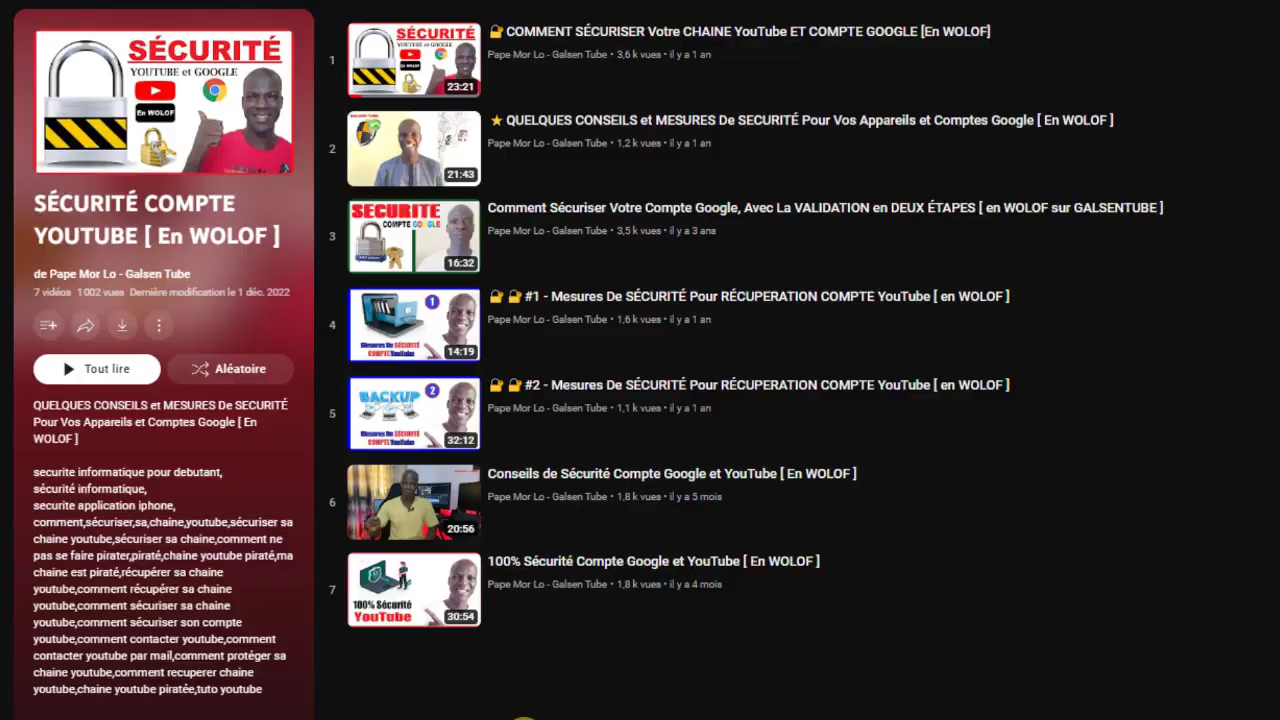 SÉCURITÉ
YOUTUBE et GOOGLE
En WOLOF
SÉCURITÉ COMPTE
YOUTUBE [ En WOLOF ]
de Pape Mor Lo - Galsen Tube
7 vidéos 1 002 vues Dernière modification le 1 déc. 2022
Tout lire
Aléatoire
QUELQUES CONSEILS et MESURES De SECURITÉ
Pour Vos Appareils et Comptes Google [ En
WOLOF ]
securite informatique pour debutant,
sécurité informatique,
securite application iphone,
comment,sécuriser,sa,chaine,youtube,sécuriser sa
chaine youtube,sécuriser sa chaine,comment ne
pas se faire pirater,piraté,chaine youtube piraté,ma
chaine est piraté,récupérer sa chaine
youtube,comment récupérer sa chaine
youtube,comment sécuriser sa chaine
youtube,comment sécuriser son compte
youtube,comment contacter youtube,comment
contacter youtube par mail,comment protéger sa
chaine youtube,comment recuperer chaine
youtube,chaine youtube piratée,tuto youtube
1
SÉCURITÉ
YOUTUBE et GOOGLE
En WOLOF
23:21
COMMENT SÉCURISER Votre CHAINE YouTube ET COMPTE GOOGLE [En WOLOF]
Pape Mor Lo - Galsen Tube • 3,6 k vues • il y a 1 an
2
21:43
QUELQUES CONSEILS et MESURES De SECURITÉ Pour Vos Appareils et Comptes Google [ En WOLOF ]
Pape Mor Lo - Galsen Tube • 1,2 k vues • il y a 1 an
3
SECURITE
COMPTE GOOGLE
16:32
Comment Sécuriser Votre Compte Google, Avec La VALIDATION en DEUX ÉTAPES [ en WOLOF sur GALSENTUBE ]
Pape Mor Lo - Galsen Tube • 3,5 k vues • il y a 3 ans
4
1
Mesures De SÉCURITÉ
COMPTE YouTube
14:19
#1 - Mesures De SÉCURITÉ Pour RÉCUPERATION COMPTE YouTube [ en WOLOF ]
Pape Mor Lo - Galsen Tube • 1,6 k vues • il y a 1 an
5
BACKUP
2
Mesures De SÉCURITÉ
COMPTE YouTube
32:12
#2 - Mesures De SÉCURITÉ Pour RÉCUPERATION COMPTE YouTube [ en WOLOF ]
Pape Mor Lo - Galsen Tube • 1,1 k vues • il y a 1 an
6
20:56
Conseils de Sécurité Compte Google et YouTube [ En WOLOF ]
Pape Mor Lo - Galsen Tube • 1,8 k vues • il y a 5 mois
7
100% Sécurité
YouTube
30:54
100% Sécurité Compte Google et YouTube [ En WOLOF ]
Pape Mor Lo - Galsen Tube • 1,8 k vues • il y a 4 mois